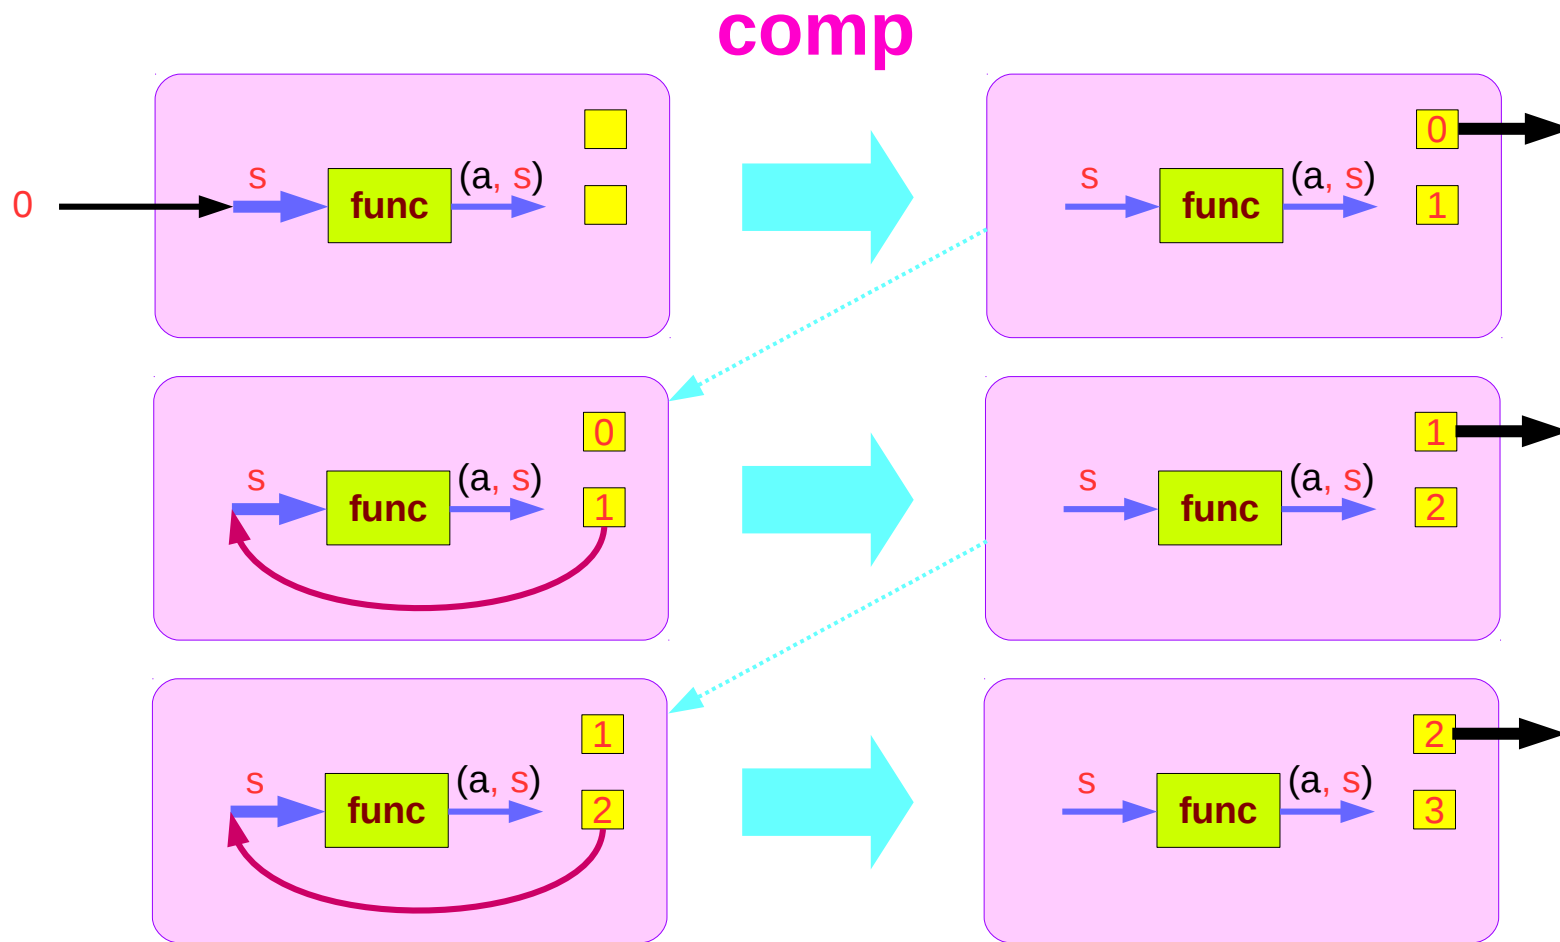 comp
0
s
func
(a, s)
s
func
(a, s)
0
1
s
func
(a, s)
0
1
s
func
(a, s)
1
2
s
func
(a, s)
1
2
s
func
(a, s)
2
3